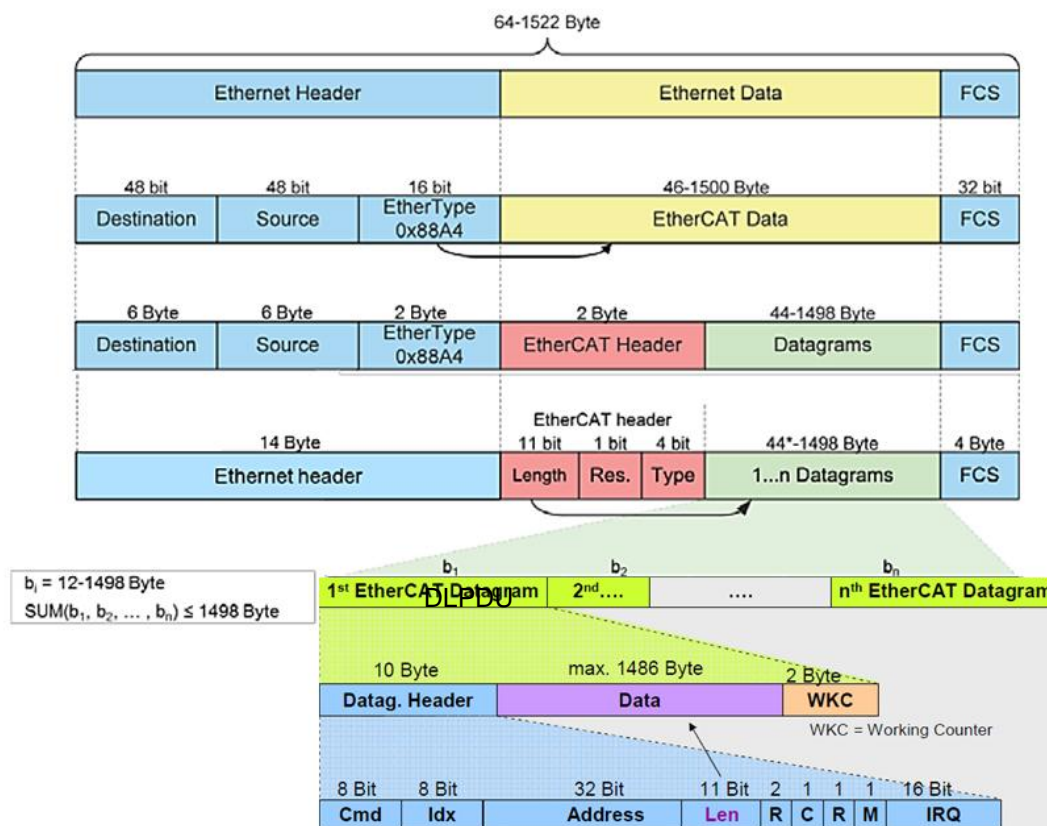 64-1522 Byte
Ethernet Header Ethernet Data FCS
48 bit 48 bit 16 bit 46-1500 Byte 32 bit
Destination Source EtherType 0x88A4 EtherCAT Data FCS
6 Byte 6 Byte 2 Byte 2 Byte 44-1498 Byte
Destination Source EtherType 0x88A4 EtherCAT Header Datagrams FCS
EtherCAT header
14 Byte 11 bit 1 bit 4 bit 44*-1498 Byte 4 Byte
Ethernet header Length Res. Type 1...n Datagrams FCS
bᵢ = 12-1498 Byte
SUM(b₁, b₂, ... , bₙ) ≤ 1498 Byte
b₁ b₂ bₙ
1ˢᵗ EtherCAT Datagram 2ⁿᵈ.... .... nᵗʰ EtherCAT Datagram
DLPDU
10 Byte max. 1486 Byte 2 Byte
Datag. Header Data WKC
WKC = Working Counter
8 Bit 8 Bit 32 Bit 11 Bit 2 1 1 1 16 Bit
Cmd Idx Address Len R C R M IRQ